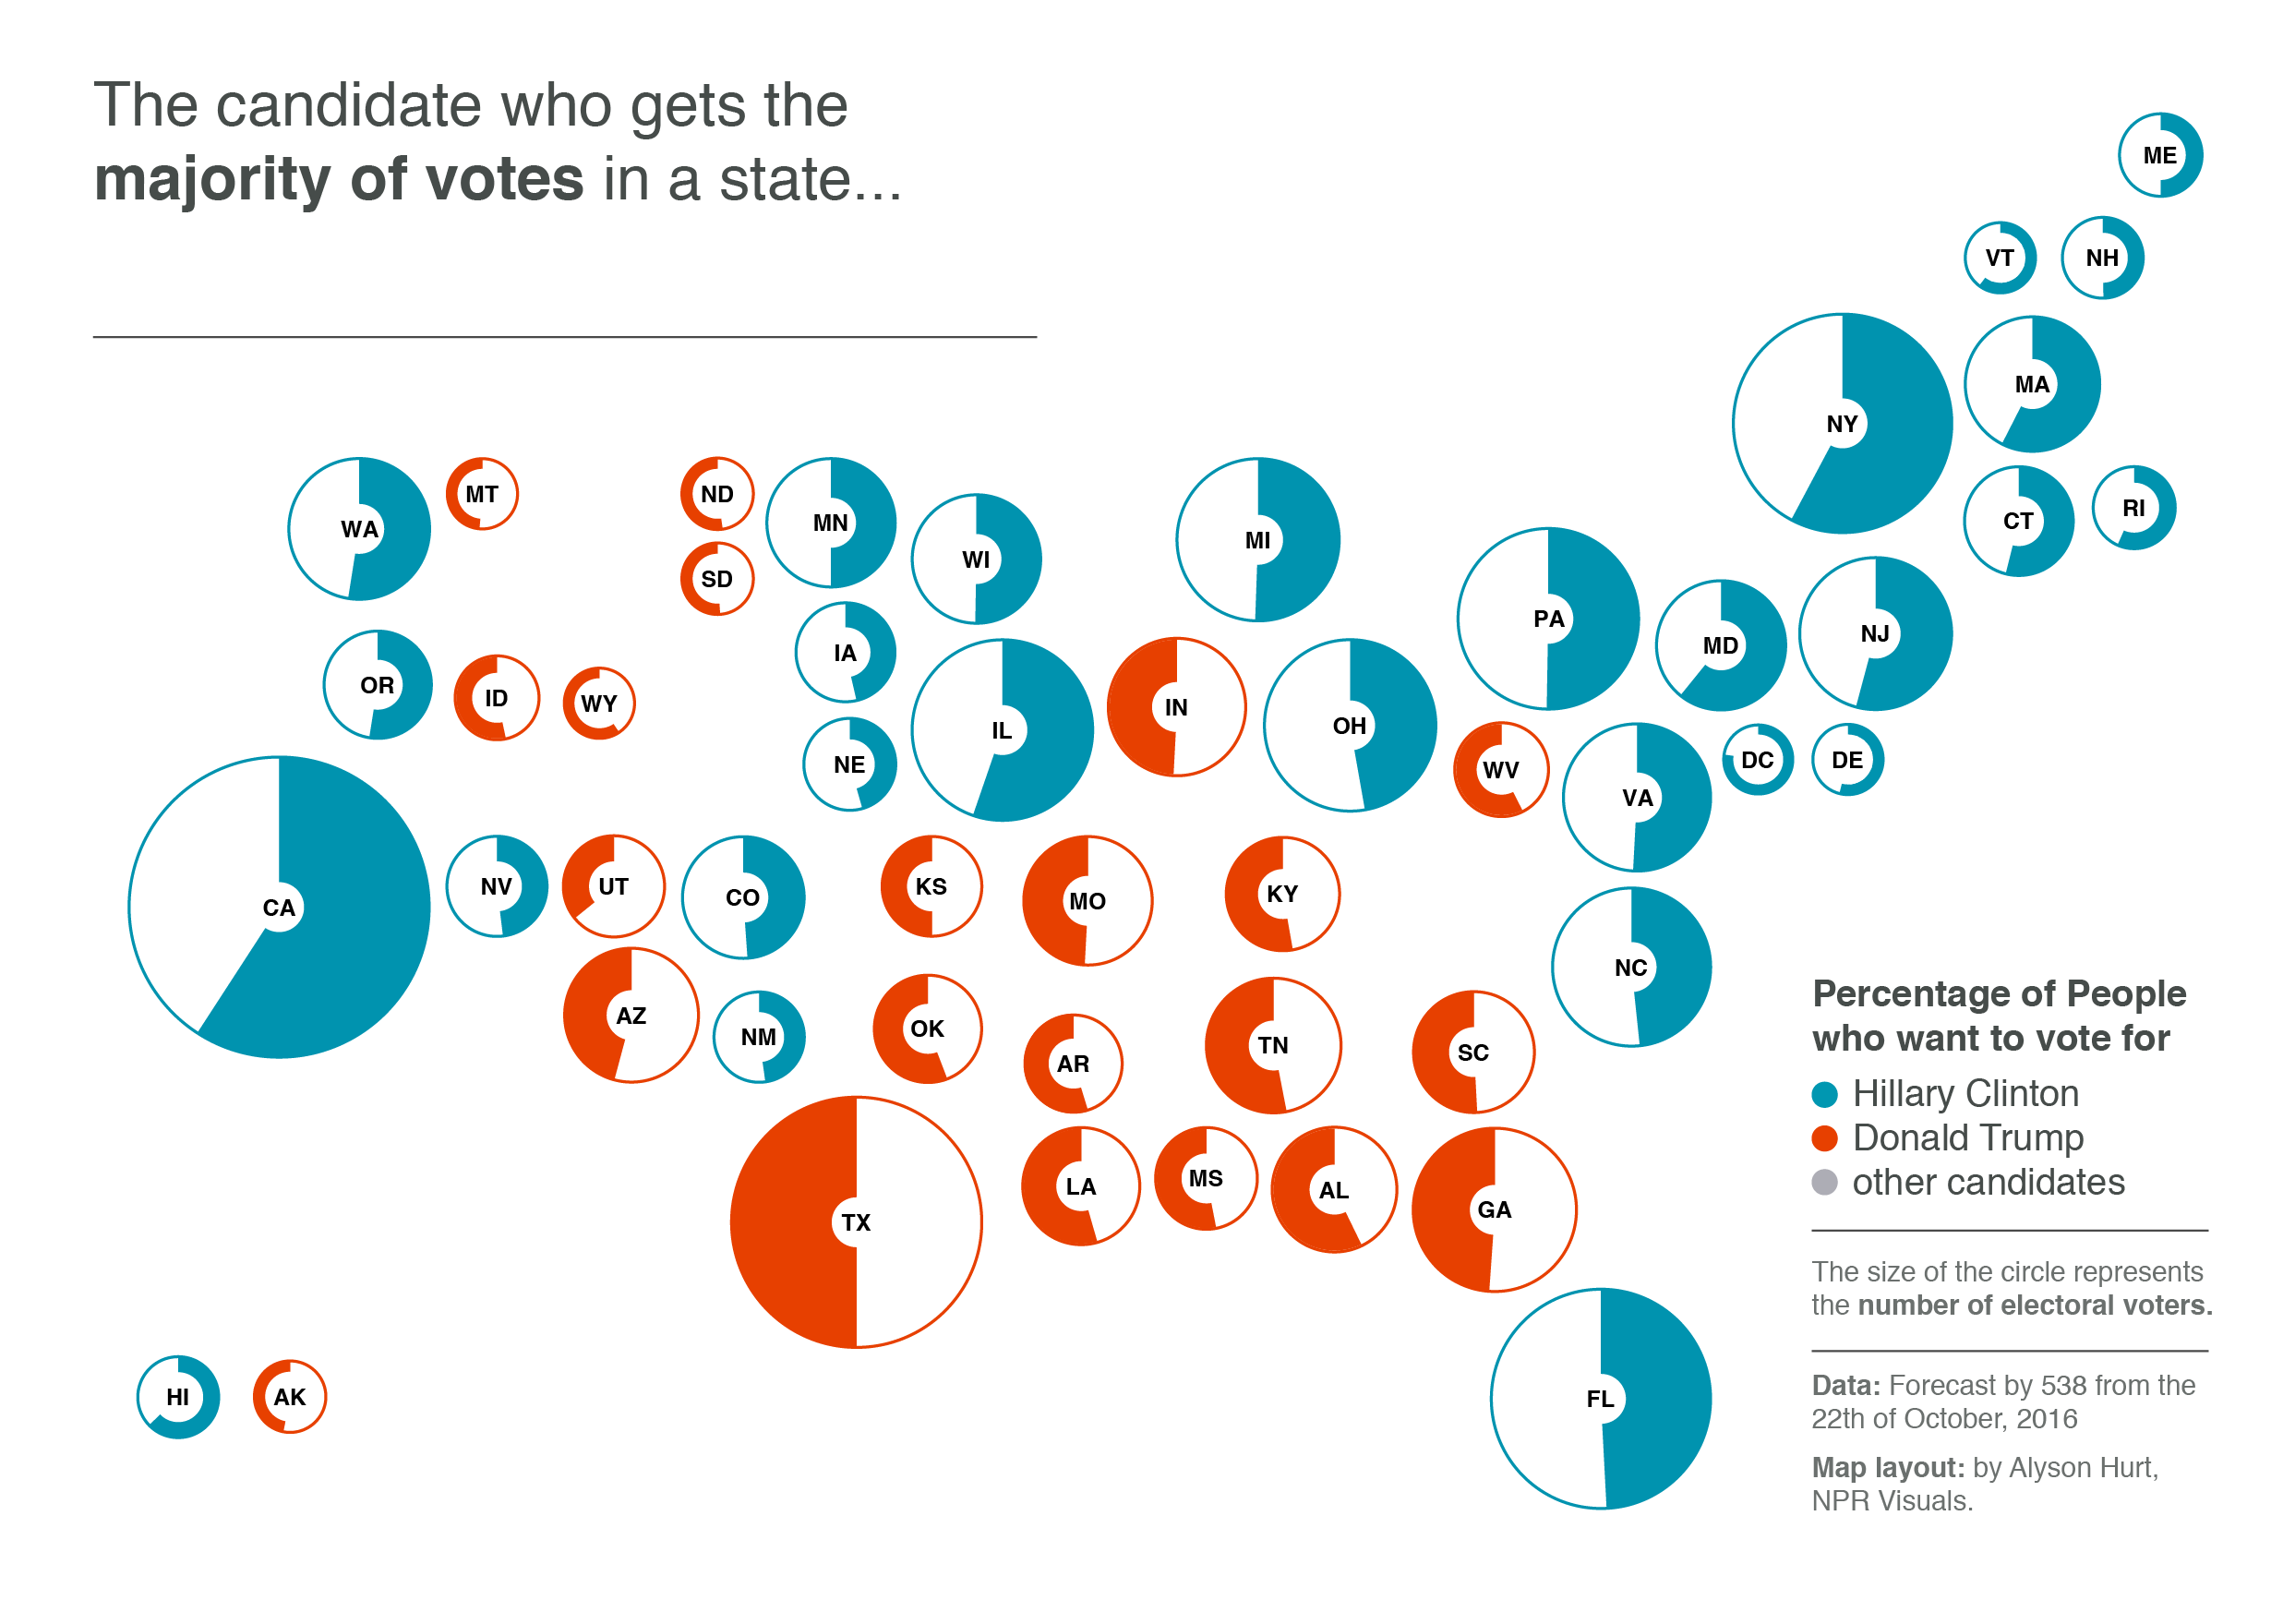 The candidate who gets the
majority of votes in a state...
ME
VT
NH
MA
NY
WA
MT
ND
MN
WI
MI
CT
RI
SD
PA
MD
NJ
OR
ID
WY
IA
IL
IN
OH
NE
WV
VA
DC
DE
CA
NV
UT
CO
KS
MO
KY
NC
AZ
NM
OK
AR
TN
SC
TX
LA
MS
AL
GA
FL
HI
AK
Percentage of People
who want to vote for
Hillary Clinton
Donald Trump
other candidates
The size of the circle represents
the number of electoral voters.
Data: Forecast by 538 from the
22th of October, 2016
Map layout: by Alyson Hurt,
NPR Visuals.